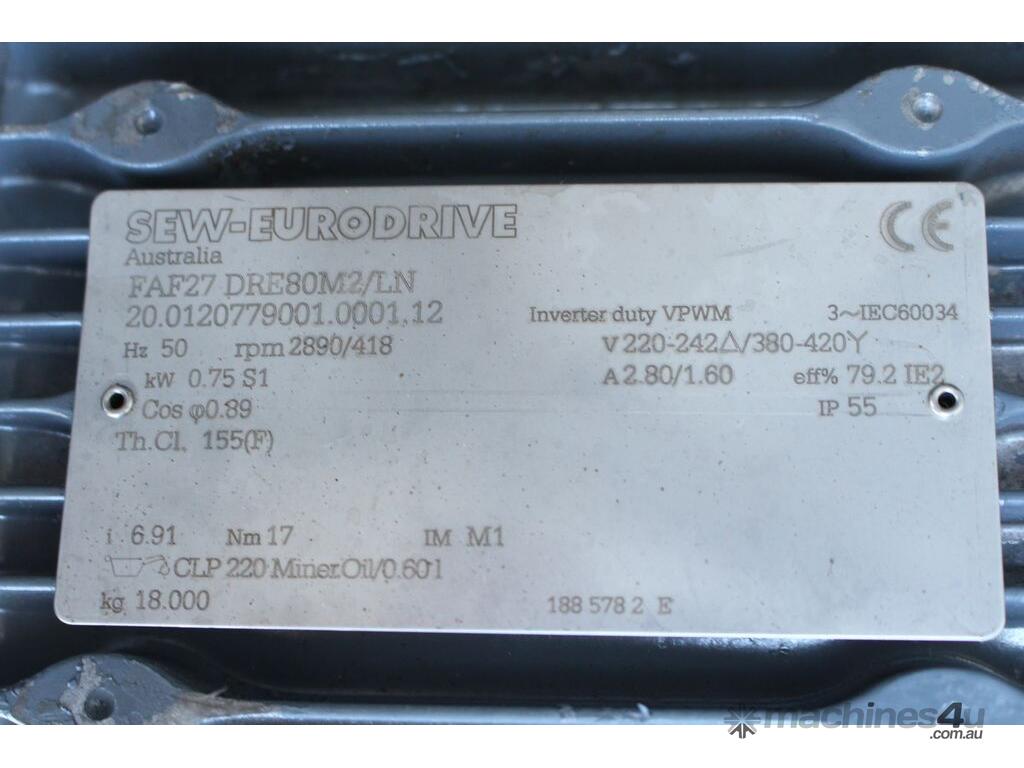 SEW-EURODRIVE
Australia
FAF27 DRE80M2/LN
20.0120779001.0001.12 Inverter duty VPWM 3~IEC60034
Hz 50 rpm 2890/418 V 220-242Δ/380-420Y
kW 0.75 S1 A 2.80/1.60 eff% 79.2 IE2
Cos φ0.89 IP 55
Th.Cl. 155(F)
i 6.91 Nm 17 IM M1
CLP 220 Miner.Oil/0.60 l
kg 18.000 188 578 2 E
CE
machines4u
.com.au